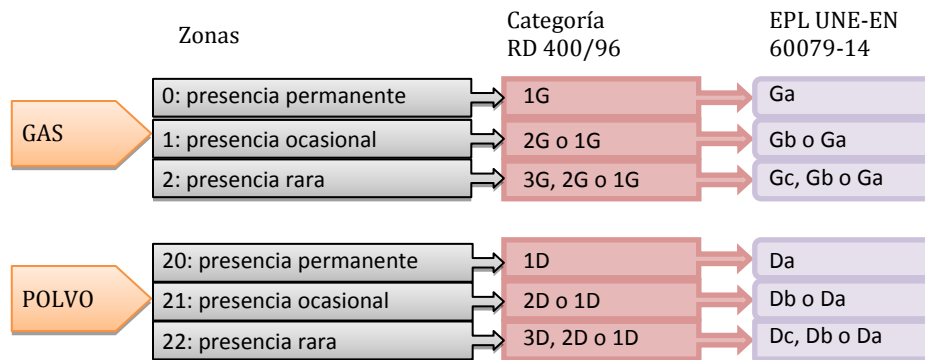 Zonas
Categoría
RD 400/96
EPL UNE-EN
60079-14
GAS
0: presencia permanente
1G
Ga
1: presencia ocasional
2G o 1G
Gb o Ga
2: presencia rara
3G, 2G o 1G
Gc, Gb o Ga
POLVO
20: presencia permanente
1D
Da
21: presencia ocasional
2D o 1D
Db o Da
22: presencia rara
3D, 2D o 1D
Dc, Db o Da